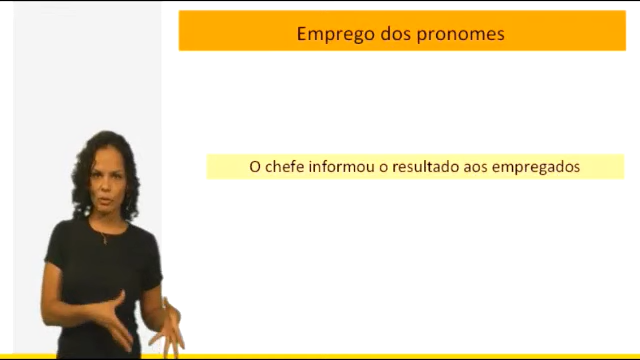 Emprego dos pronomes
O chefe informou o resultado aos empregados